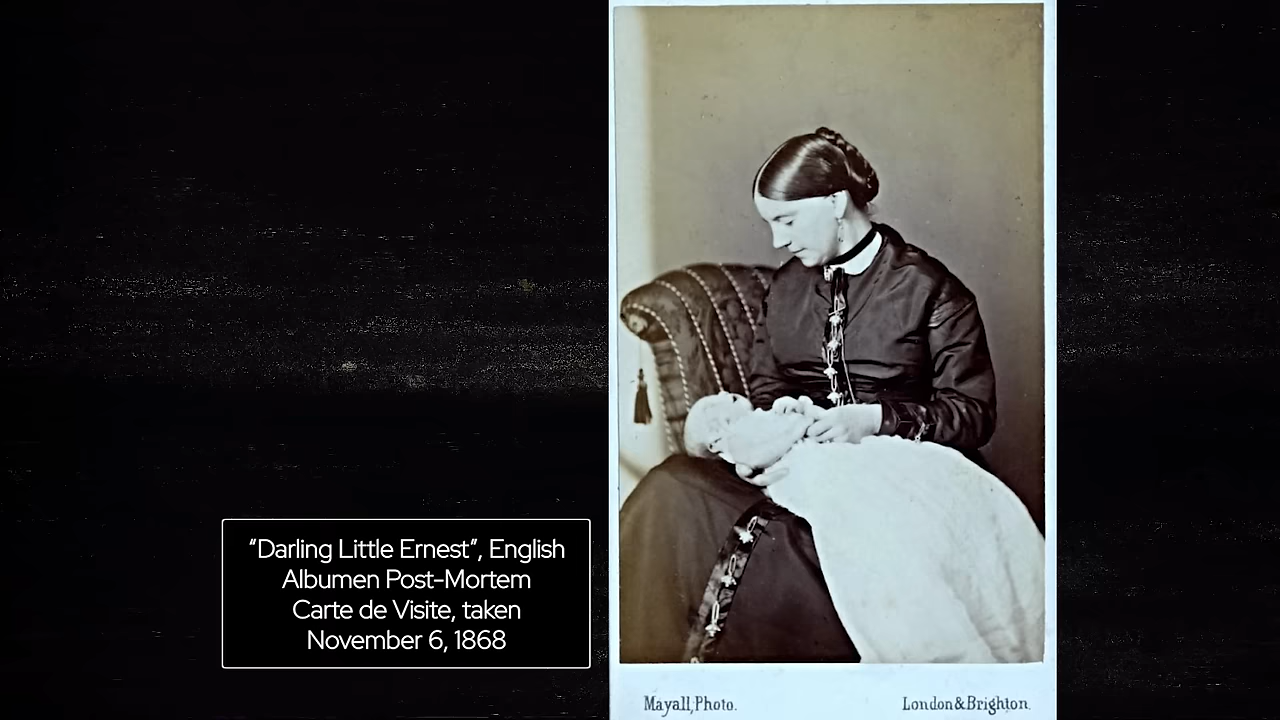 "Darling Little Ernest", English
Albumen Post-Mortem
Carte de Visite, taken
November 6, 1868
Mayall, Photo.
London & Brighton.